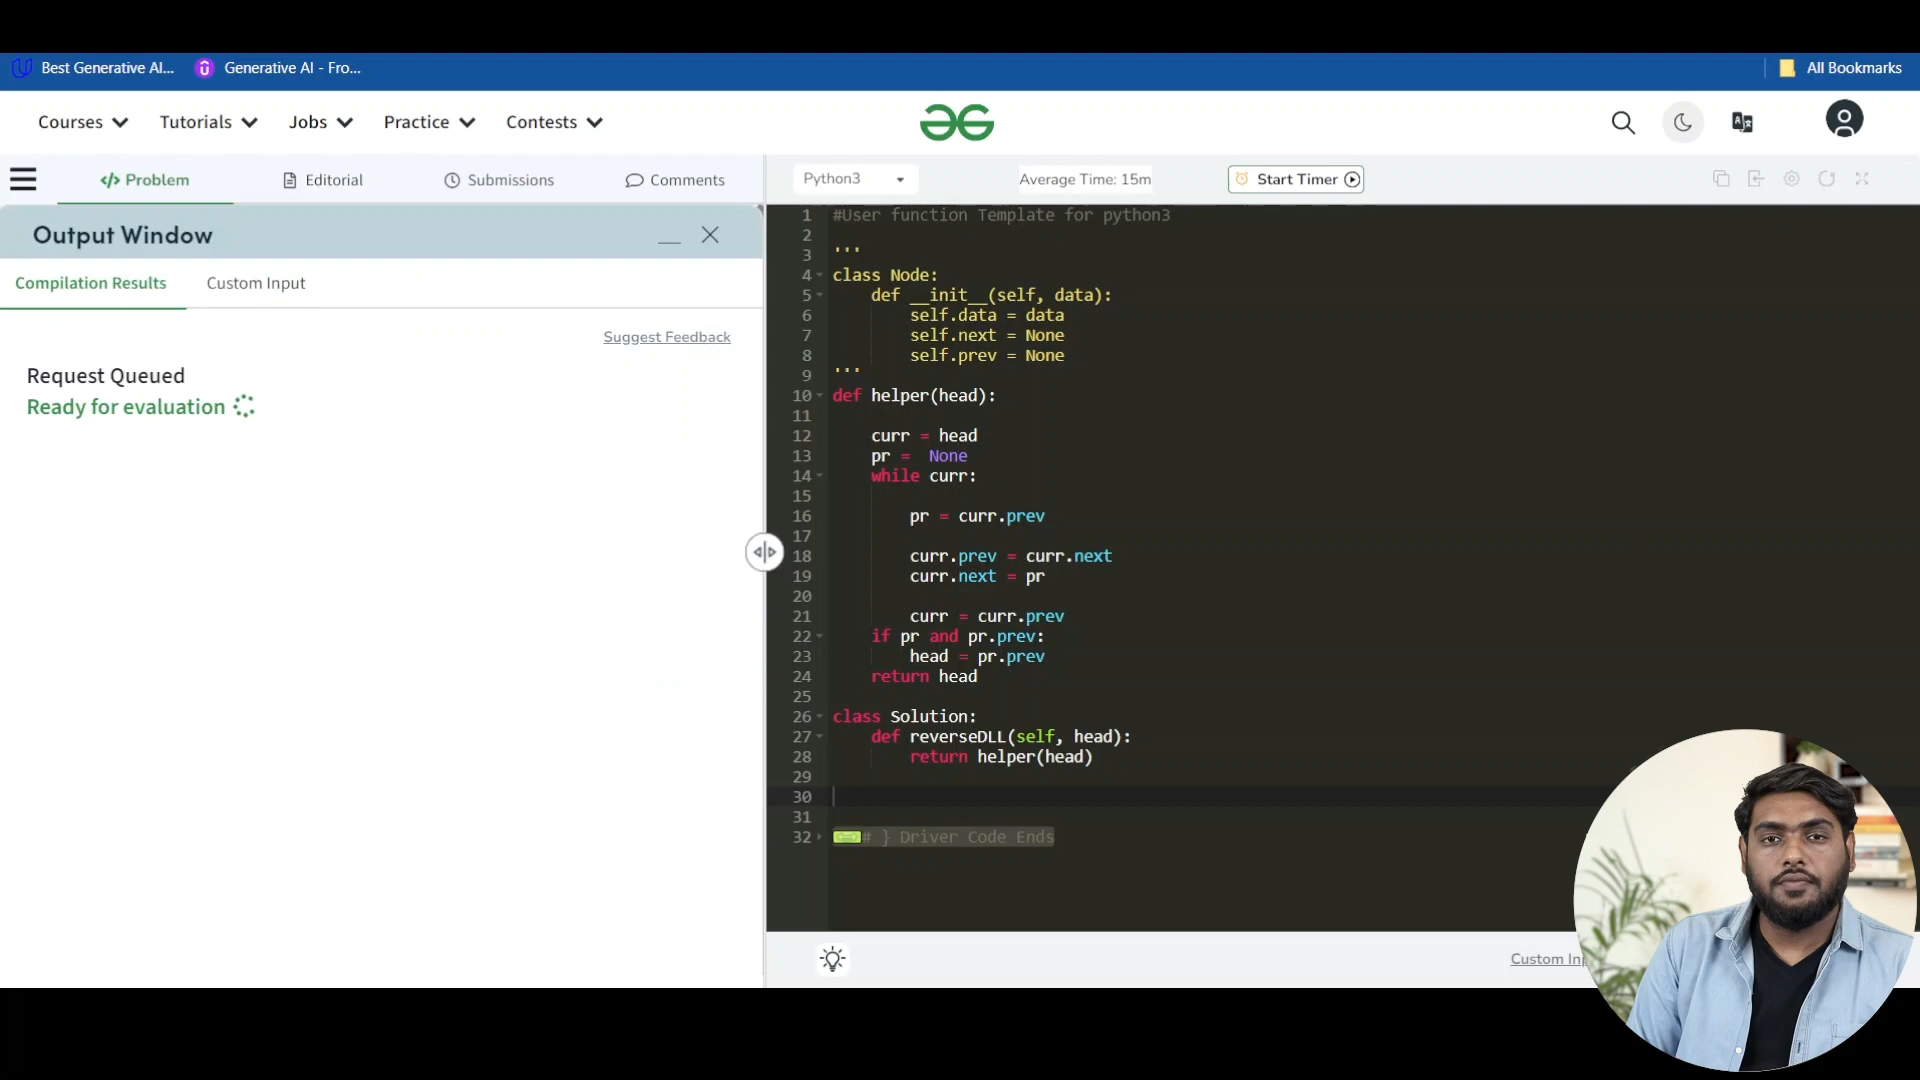 Best Generative AI... Generative AI - Fro... All Bookmarks
Courses Tutorials Jobs Practice Contests
</> Problem Editorial Submissions Comments Python3 Average Time: 15m Start Timer
Output Window
Compilation Results Custom Input
Suggest Feedback
Request Queued
Ready for evaluation
1 #User function Template for python3
2
3 '''
4 class Node:
5 def __init__(self, data):
6 self.data = data
7 self.next = None
8 self.prev = None
9 '''
10 def helper(head):
11
12 curr = head
13 pr = None
14 while curr:
15
16 pr = curr.prev
17
18 curr.prev = curr.next
19 curr.next = pr
20
21 curr = curr.prev
22 if pr and pr.prev:
23 head = pr.prev
24 return head
25
26 class Solution:
27 def reverseDLL(self, head):
28 return helper(head)
29
30
31
32 # } Driver Code Ends
Custom